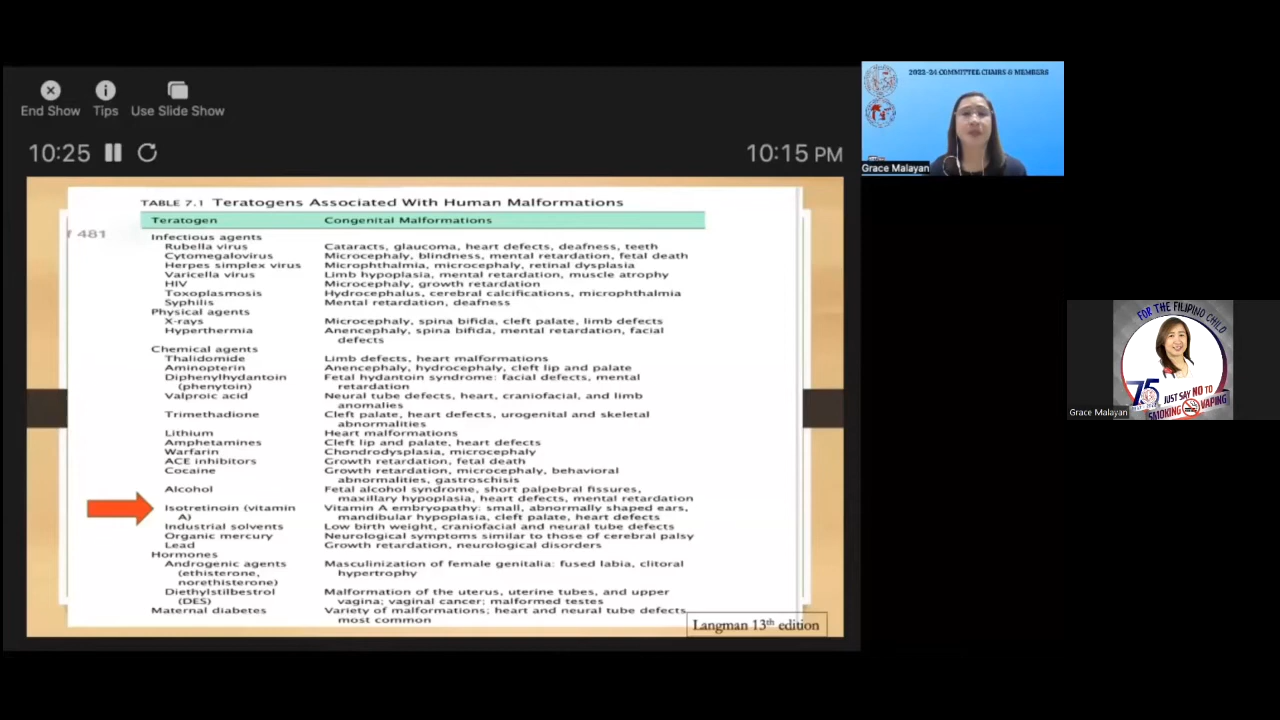 End Show Tips Use Slide Show
10:25 10:15 PM
TABLE 7.1 Teratogens Associated With Human Malformations
Teratogen Congenital Malformations
f 481
Infectious agents
Rubella virus Cataracts, glaucoma, heart defects, deafness, teeth
Cytomegalovirus Microcephaly, blindness, mental retardation, fetal death
Herpes simplex virus Microphthalmia, microcephaly, retinal dysplasia
Varicella virus Limb hypoplasia, mental retardation, muscle atrophy
HIV Microcephaly, growth retardation
Toxoplasmosis Hydrocephalus, cerebral calcifications, microphthalmia
Syphilis Mental retardation, deafness
Physical agents
X-rays Microcephaly, spina bifida, cleft palate, limb defects
Hyperthermia Anencephaly, spina bifida, mental retardation, facial
defects
Chemical agents
Thalidomide Limb defects, heart malformations
Aminopterin Anencephaly, hydrocephaly, cleft lip and palate
Diphenylhydantoin Fetal hydantoin syndrome: facial defects, mental
(phenytoin) retardation
Valproic acid Neural tube defects, heart, craniofacial, and limb
anomalies
Trimethadione Cleft palate, heart defects, urogenital and skeletal
abnormalities
Lithium Heart malformations
Amphetamines Cleft lip and palate, heart defects
Warfarin Chondrodysplasia, microcephaly
ACE inhibitors Growth retardation, fetal death
Cocaine Growth retardation, microcephaly, behavioral
abnormalities, gastroschisis
Alcohol Fetal alcohol syndrome, short palpebral fissures,
maxillary hypoplasia, heart defects, mental retardation
Isotretinoin (vitamin Vitamin A embryopathy: small, abnormally shaped ears,
A) mandibular hypoplasia, cleft palate, heart defects
Industrial solvents Low birth weight, craniofacial and neural tube defects
Organic mercury Neurological symptoms similar to those of cerebral palsy
Lead Growth retardation, neurological disorders
Hormones
Androgenic agents Masculinization of female genitalia: fused labia, clitoral
(ethisterone, hypertrophy
norethisterone)
Diethylstilbestrol Malformation of the uterus, uterine tubes, and upper
(DES) vagina; vaginal cancer; malformed testes
Maternal diabetes Variety of malformations; heart and neural tube defects
most common
Langman 13th edition
2022-24 COMMITTEE CHAIRS & MEMBERS
Grace Malayan
FOR THE FILIPINO CHILD
75
JUST SAY NO TO
SMOKING VAPING
Grace Malayan